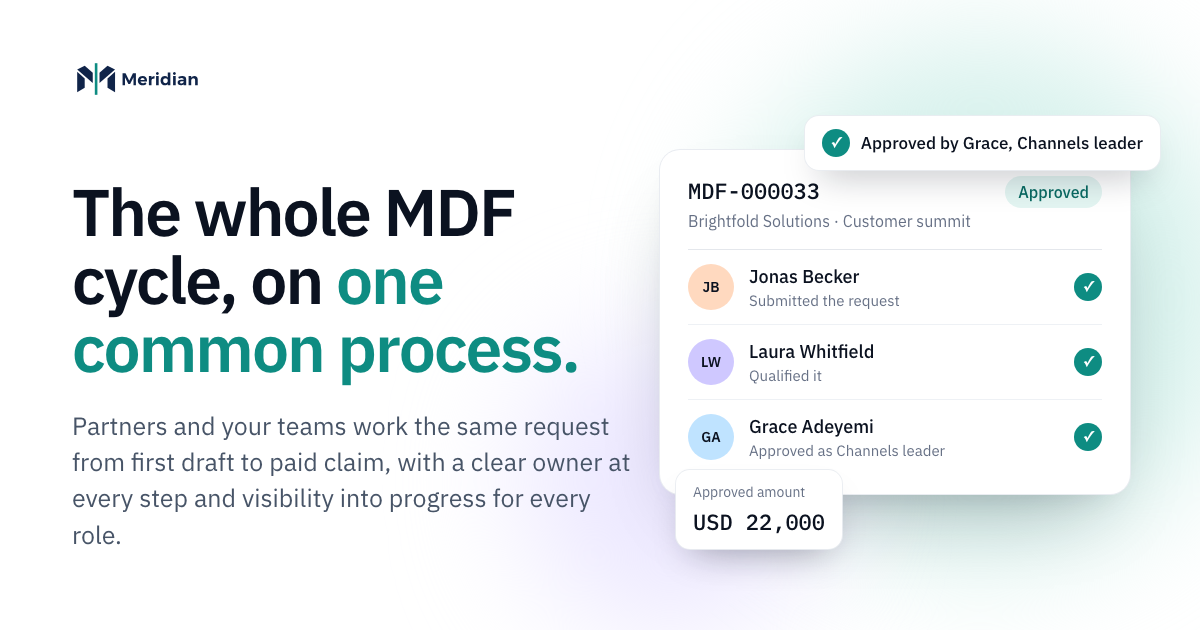 Meridian
The whole MDF
cycle, on one
common process.
Partners and your teams work the same request
from first draft to paid claim, with a clear owner at
every step and visibility into progress for every
role.
Approved by Grace, Channels leader
MDF-000033
Approved
Brightfold Solutions · Customer summit
JB
Jonas Becker
Submitted the request
LW
Laura Whitfield
Qualified it
GA
Grace Adeyemi
Approved as Channels leader
Approved amount
USD 22,000